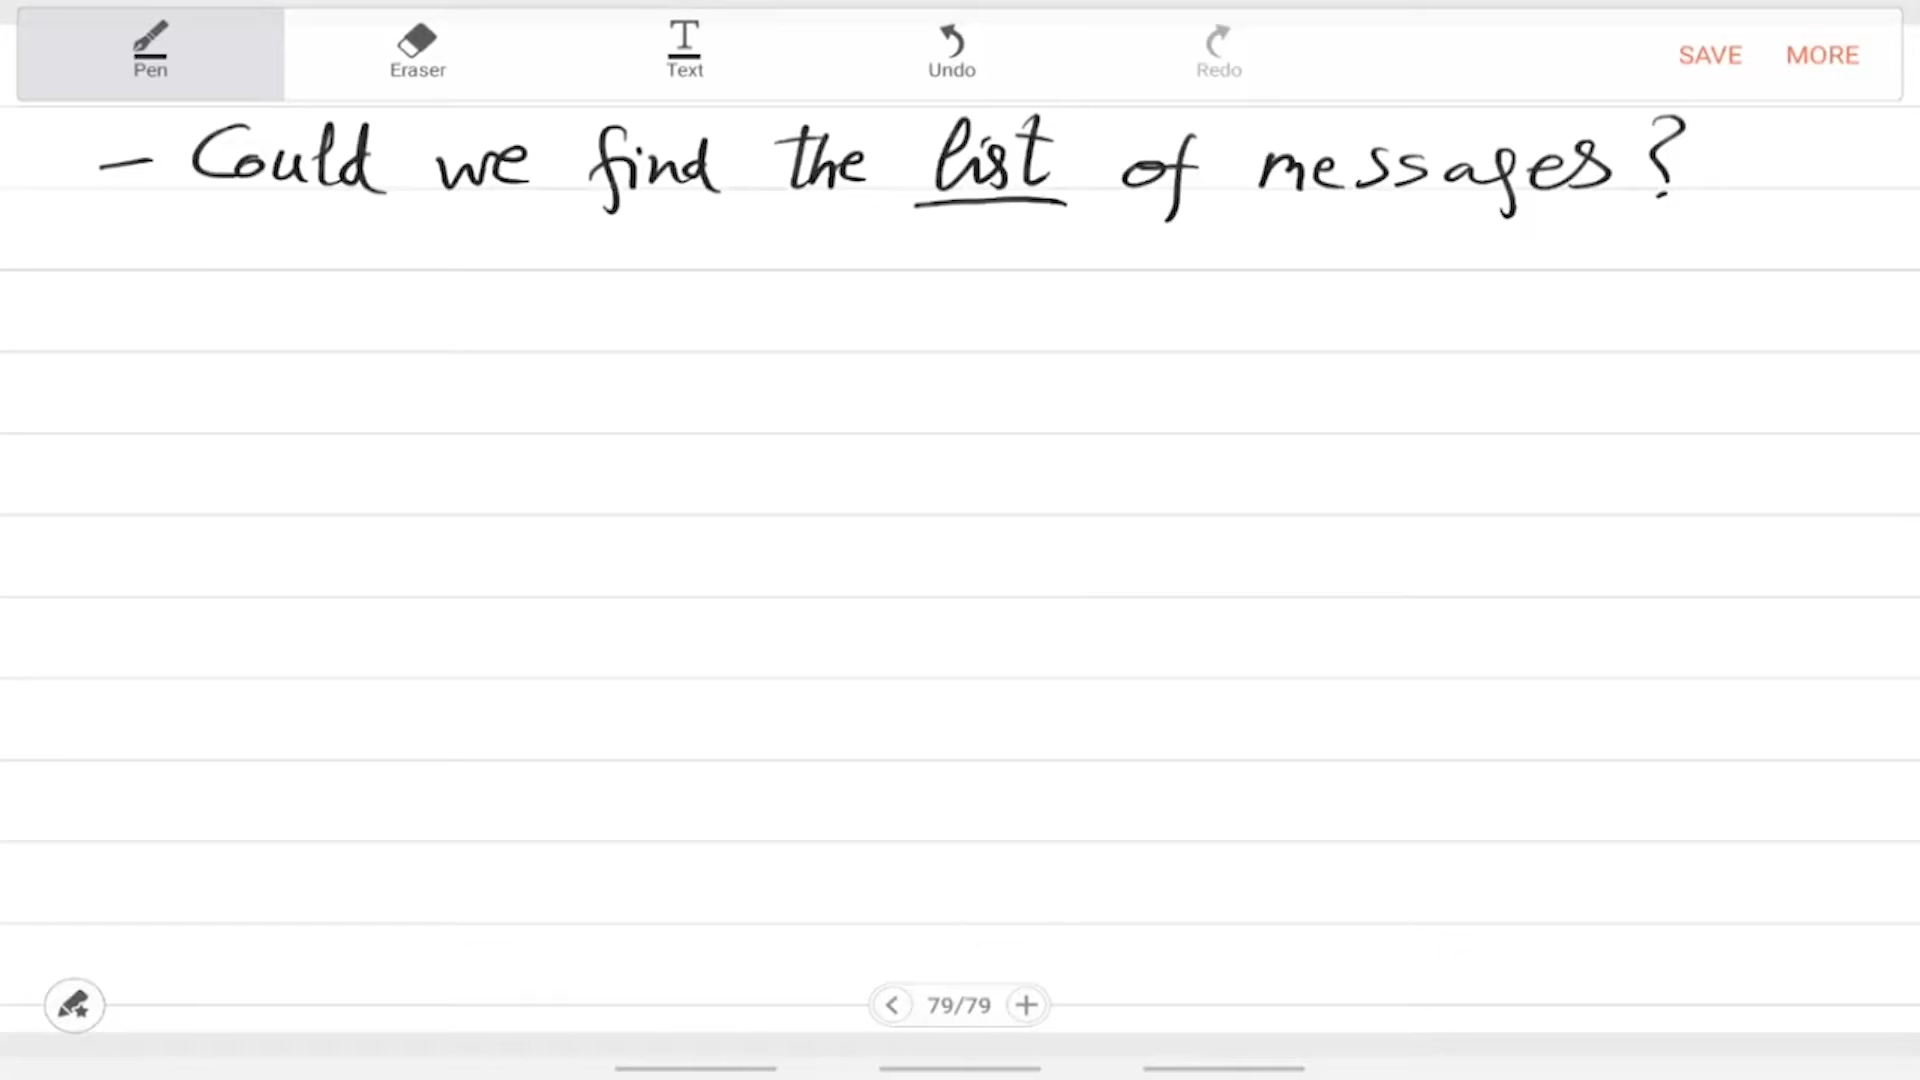 Pen Eraser Text Undo Redo SAVE MORE
- Could we find the list of messages?
79/79